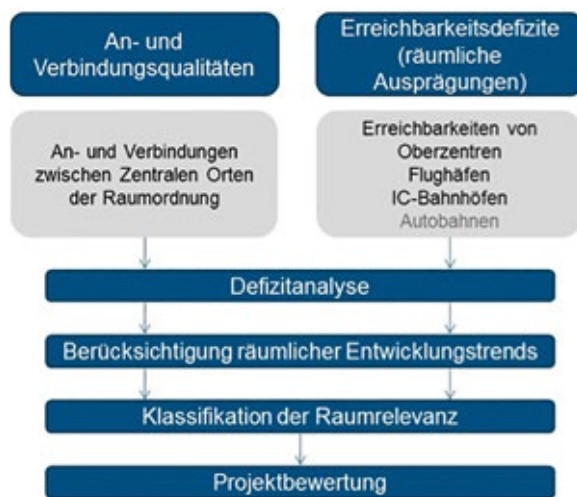 An- und
Verbindungsqualitäten
Erreichbarkeitsdefizite
(räumliche
Ausprägungen)
An- und Verbindungen
zwischen Zentralen Orten
der Raumordnung
Erreichbarkeiten von
Oberzentren
Flughäfen
IC-Bahnhöfen
Autobahnen
Defizitanalyse
Berücksichtigung räumlicher Entwicklungstrends
Klassifikation der Raumrelevanz
Projektbewertung